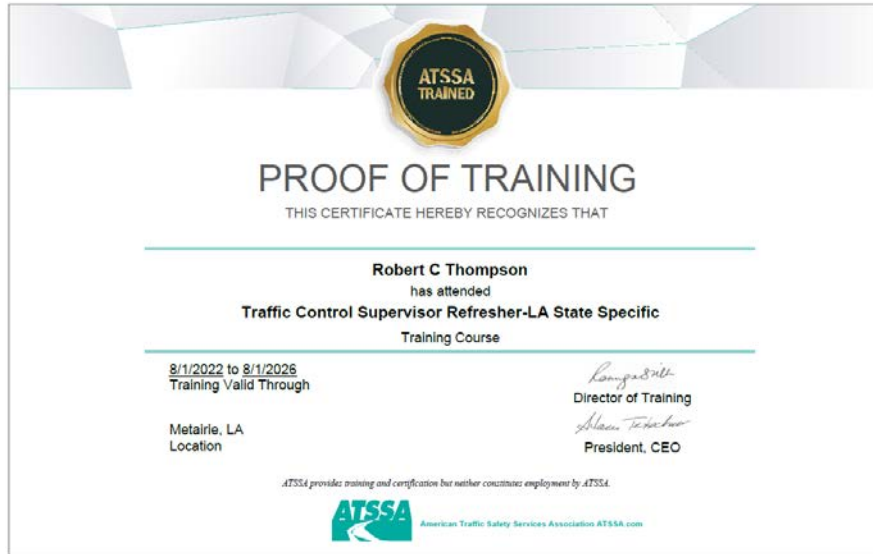 ATSSA
TRAINED
PROOF OF TRAINING
THIS CERTIFICATE HEREBY RECOGNIZES THAT
Robert C Thompson
has attended
Traffic Control Supervisor Refresher-LA State Specific
Training Course
8/1/2022 to 8/1/2026
Training Valid Through
Director of Training
Metairie, LA
Location
President, CEO
ATSSA provides training and certification but neither constitutes employment by ATSSA.
ATSSA
American Traffic Safety Services Association ATSSA.com